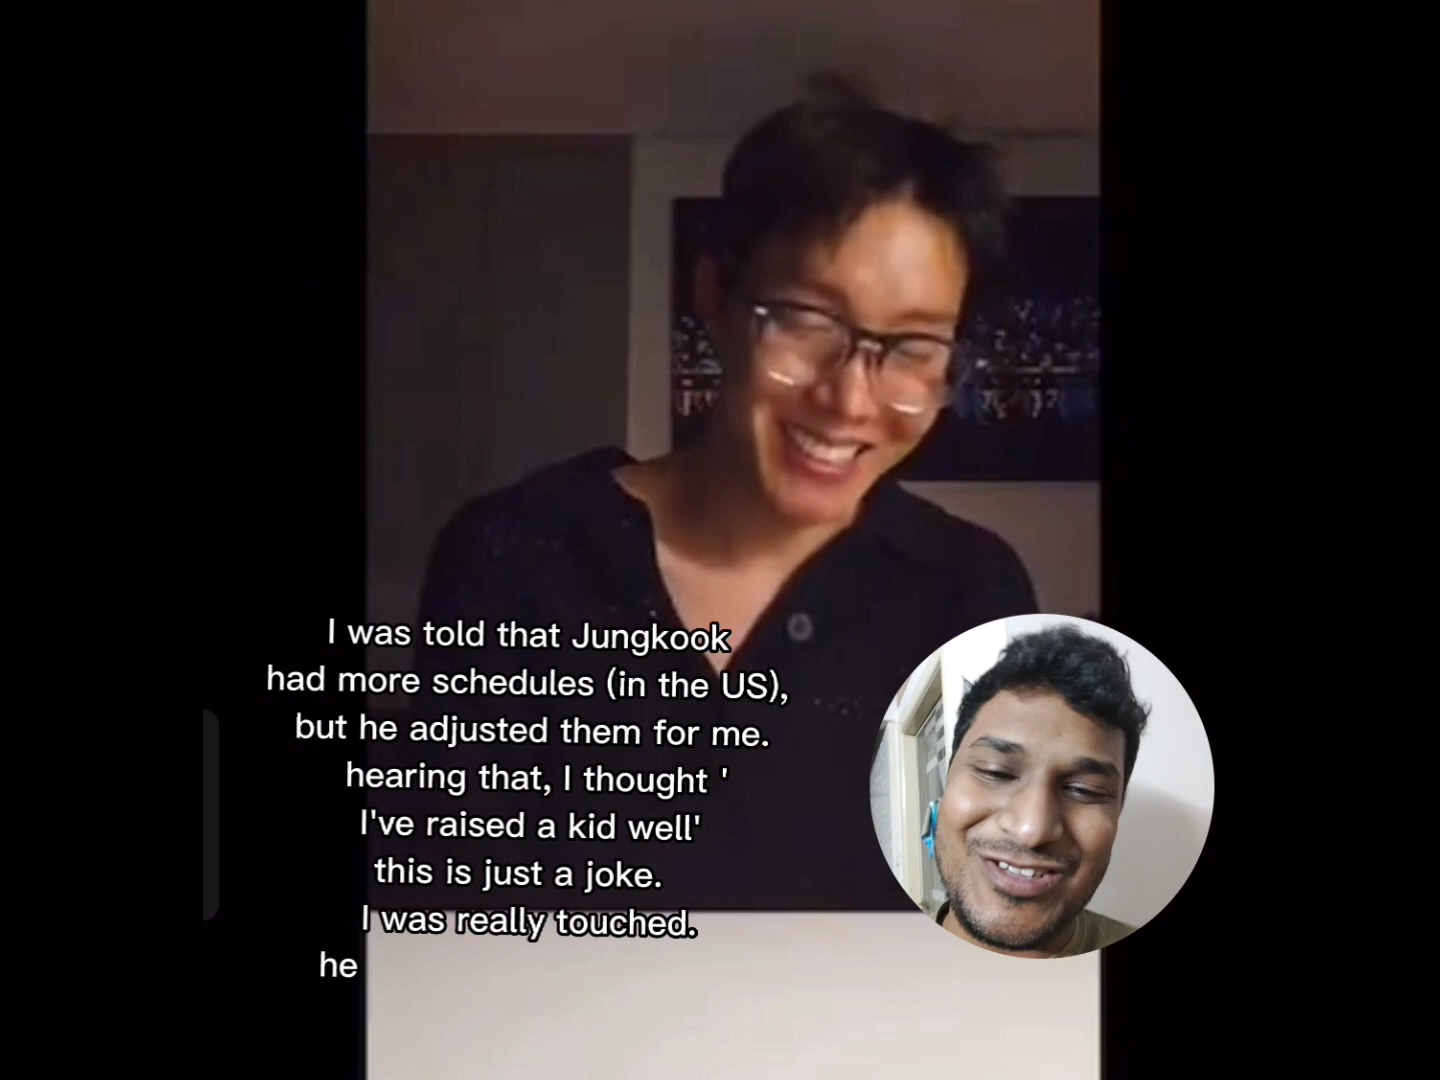 I was told that Jungkook
had more schedules (in the US),
but he adjusted them for me.
hearing that, I thought '
I've raised a kid well'
this is just a joke.
I was really touched.
he